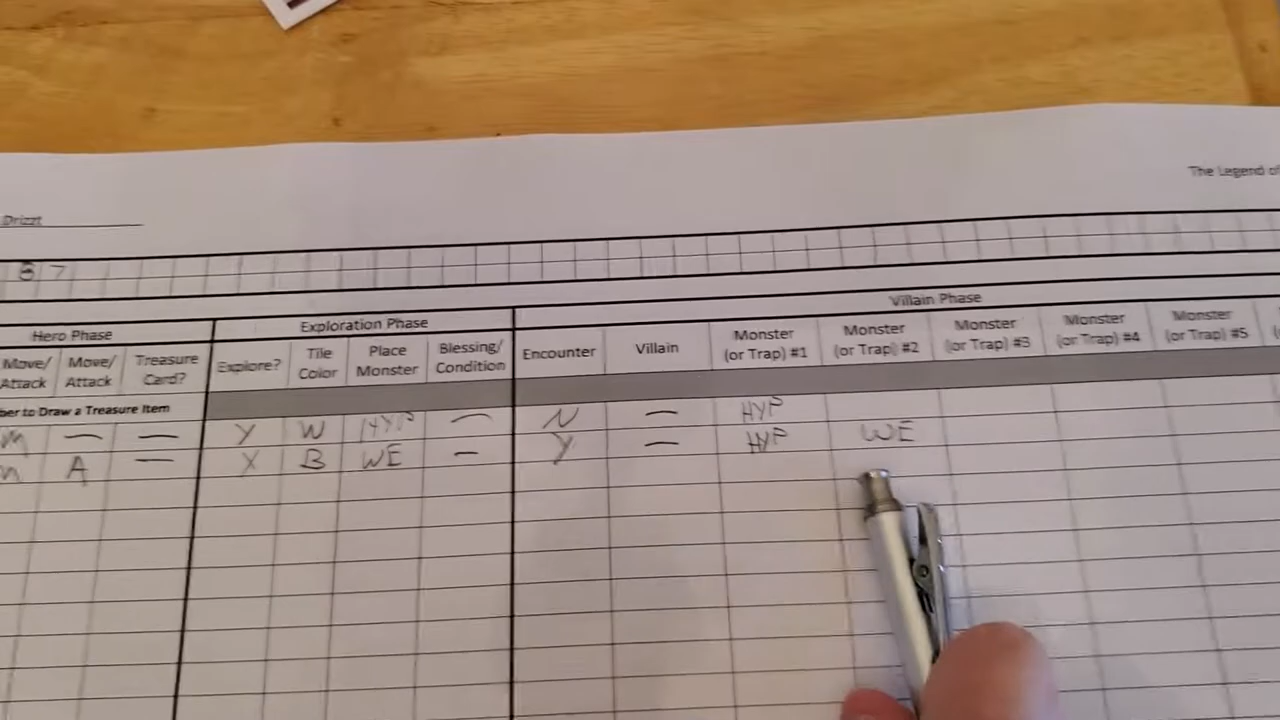 The Legend of
Drizzt
6 7
Villain Phase
Exploration Phase
Hero Phase
Move/ Attack Move/ Attack Treasure Card? Explore? Tile Color Place Monster Blessing/ Condition Encounter Villain Monster (or Trap) #1 Monster (or Trap) #2 Monster (or Trap) #3 Monster (or Trap) #4 Monster (or Trap) #5
ber to Draw a Treasure Item
M — — Y W HYP — N — HYP
M A — Y B WE — Y — HYP WE